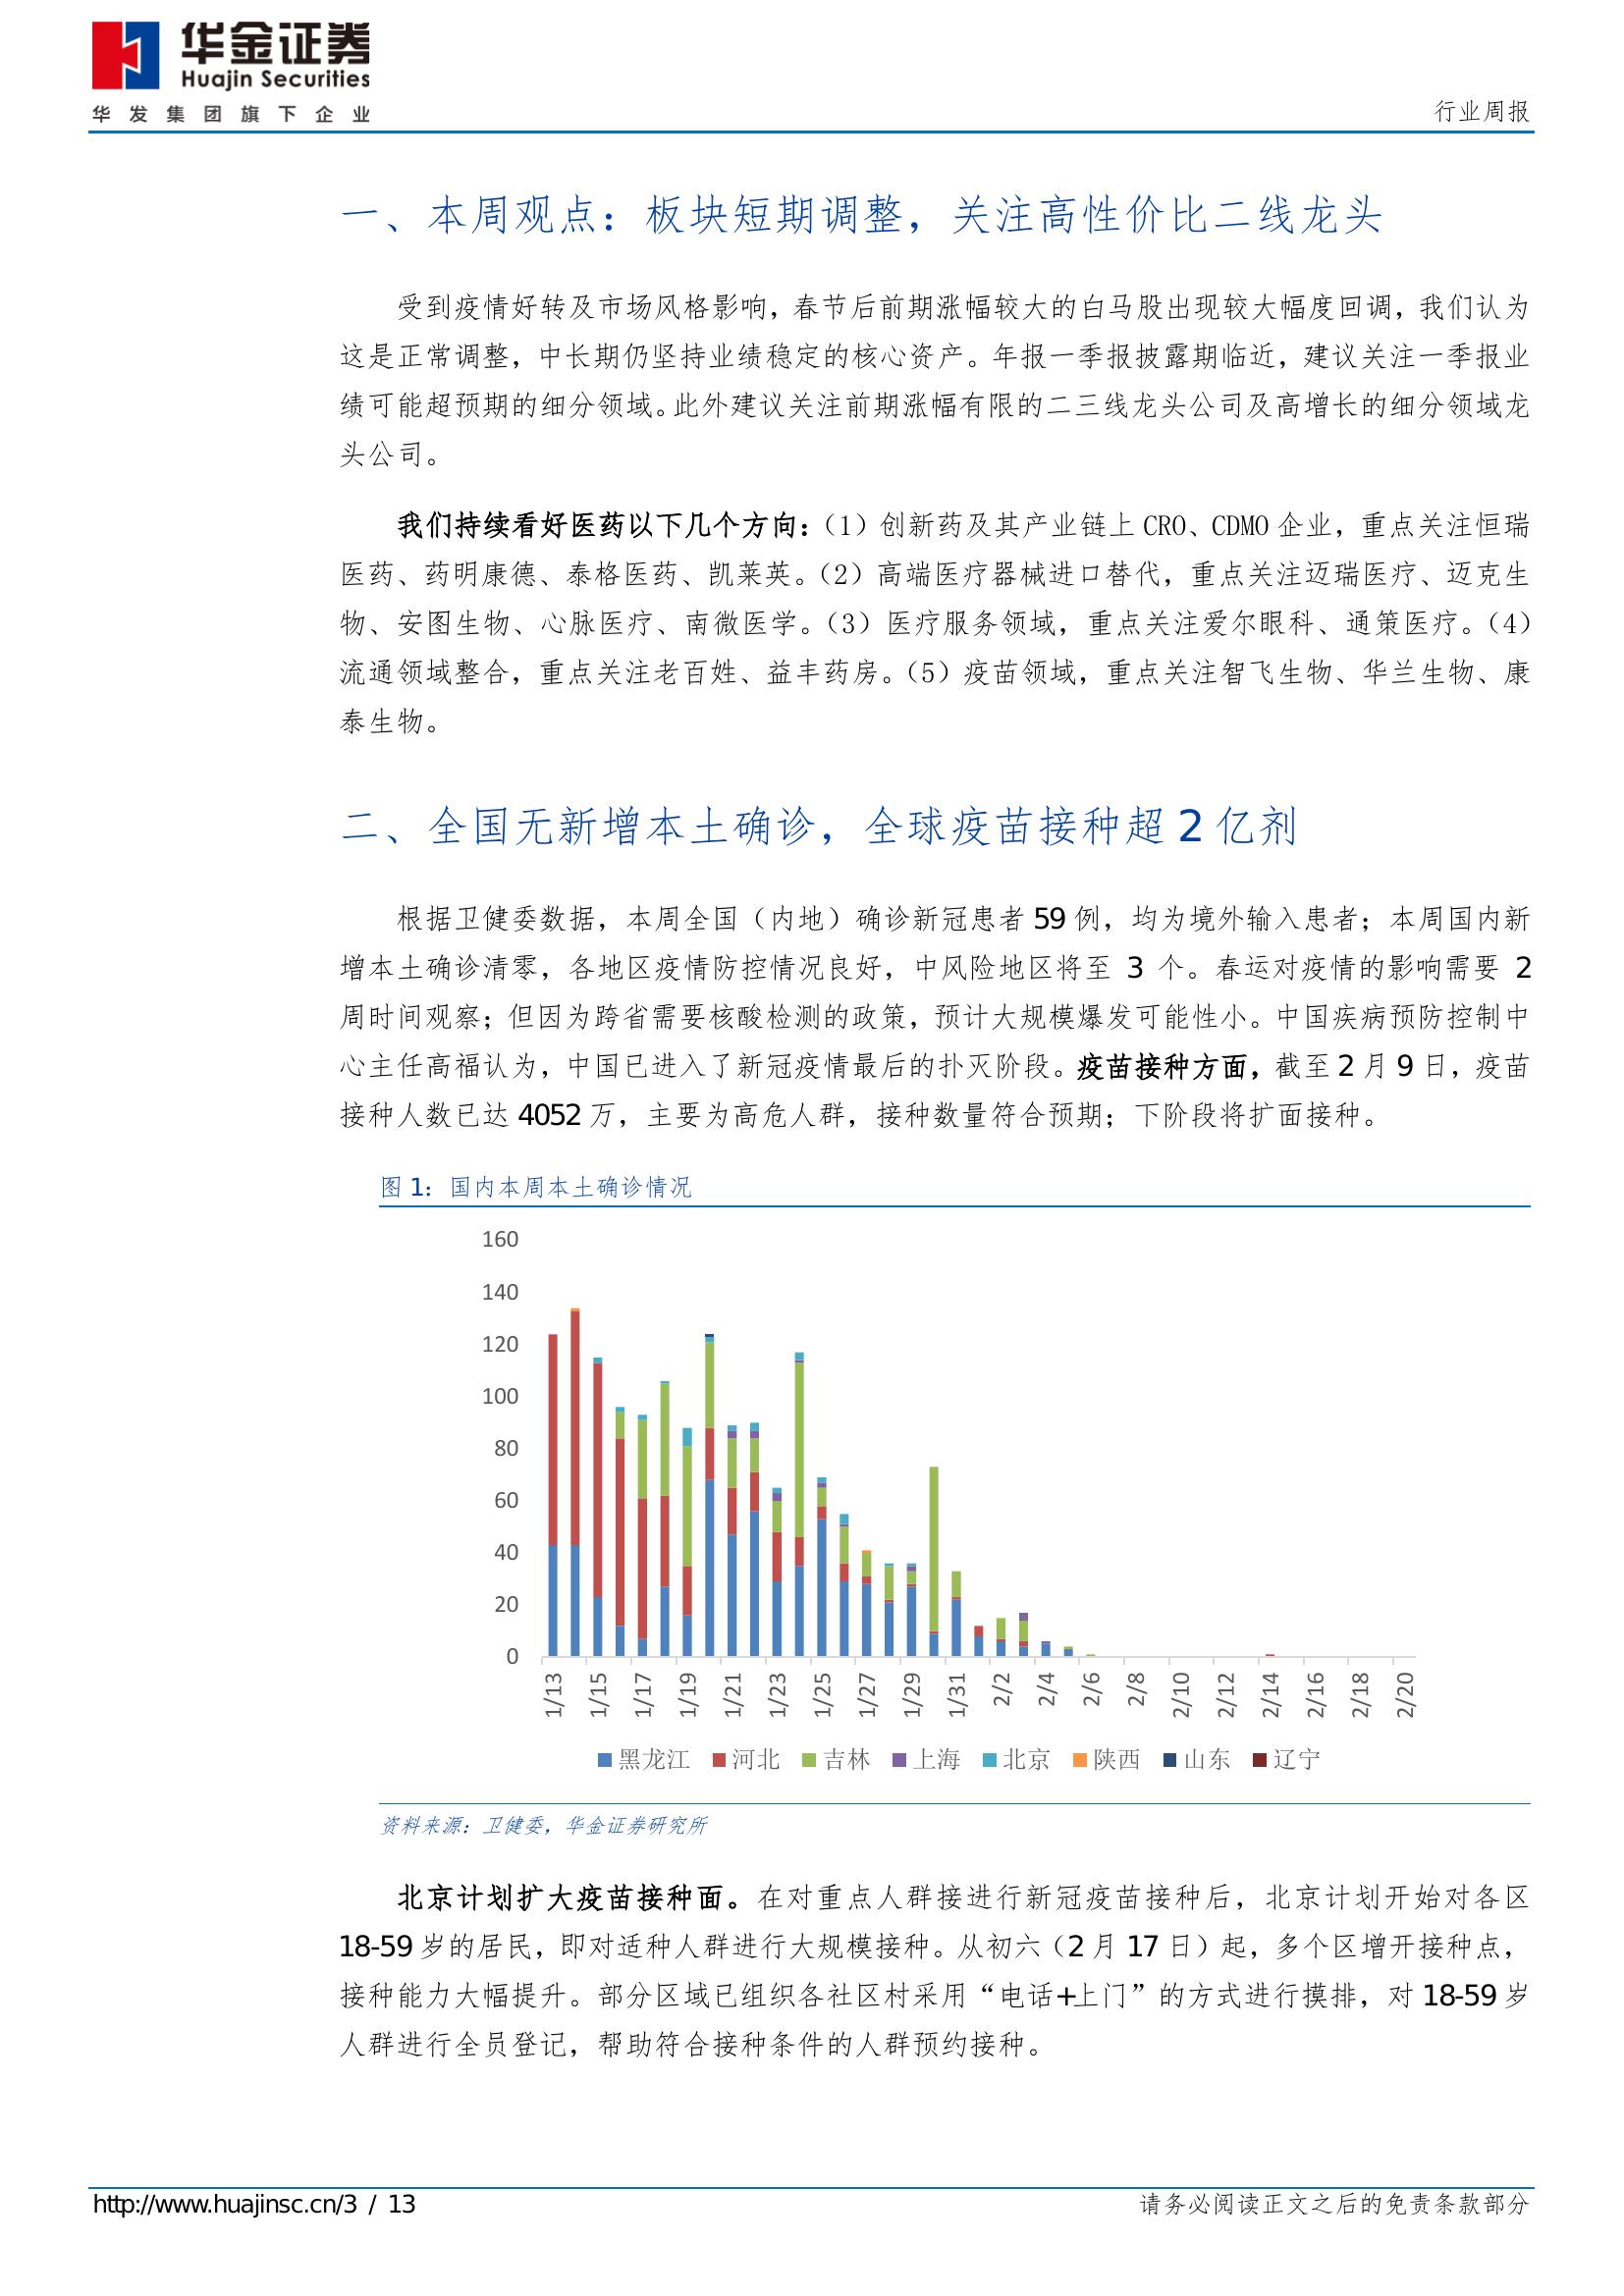 华金证券
Huajin Securities
华发集团旗下企业
行业周报
一、本周观点：板块短期调整，关注高性价比二线龙头
受到疫情好转及市场风格影响，春节后前期涨幅较大的白马股出现较大幅度回调，我们认为
这是正常调整，中长期仍坚持业绩稳定的核心资产。年报一季报披露期临近，建议关注一季报业
绩可能超预期的细分领域。此外建议关注前期涨幅有限的二三线龙头公司及高增长的细分领域龙
头公司。
我们持续看好医药以下几个方向：（1）创新药及其产业链上 CRO、CDMO 企业，重点关注恒瑞
医药、药明康德、泰格医药、凯莱英。（2）高端医疗器械进口替代，重点关注迈瑞医疗、迈克生
物、安图生物、心脉医疗、南微医学。（3）医疗服务领域，重点关注爱尔眼科、通策医疗。（4）
流通领域整合，重点关注老百姓、益丰药房。（5）疫苗领域，重点关注智飞生物、华兰生物、康
泰生物。
二、全国无新增本土确诊，全球疫苗接种超 2 亿剂
根据卫健委数据，本周全国（内地）确诊新冠患者 59 例，均为境外输入患者；本周国内新
增本土确诊清零，各地区疫情防控情况良好，中风险地区将至 3 个。春运对疫情的影响需要 2
周时间观察；但因为跨省需要核酸检测的政策，预计大规模爆发可能性小。中国疾病预防控制中
心主任高福认为，中国已进入了新冠疫情最后的扑灭阶段。疫苗接种方面，截至 2 月 9 日，疫苗
接种人数已达 4052 万，主要为高危人群，接种数量符合预期；下阶段将扩面接种。
图 1：国内本周本土确诊情况
160
140
120
100
80
60
40
20
0
1/13 1/15 1/17 1/19 1/21 1/23 1/25 1/27 1/29 1/31 2/2 2/4 2/6 2/8 2/10 2/12 2/14 2/16 2/18 2/20
黑龙江 河北 吉林 上海 北京 陕西 山东 辽宁
资料来源：卫健委，华金证券研究所
北京计划扩大疫苗接种面。在对重点人群接进行新冠疫苗接种后，北京计划开始对各区
18-59 岁的居民，即对适种人群进行大规模接种。从初六（2 月 17 日）起，多个区增开接种点，
接种能力大幅提升。部分区域已组织各社区村采用“电话+上门”的方式进行摸排，对 18-59 岁
人群进行全员登记，帮助符合接种条件的人群预约接种。
http://www.huajinsc.cn/3 / 13
请务必阅读正文之后的免责条款部分